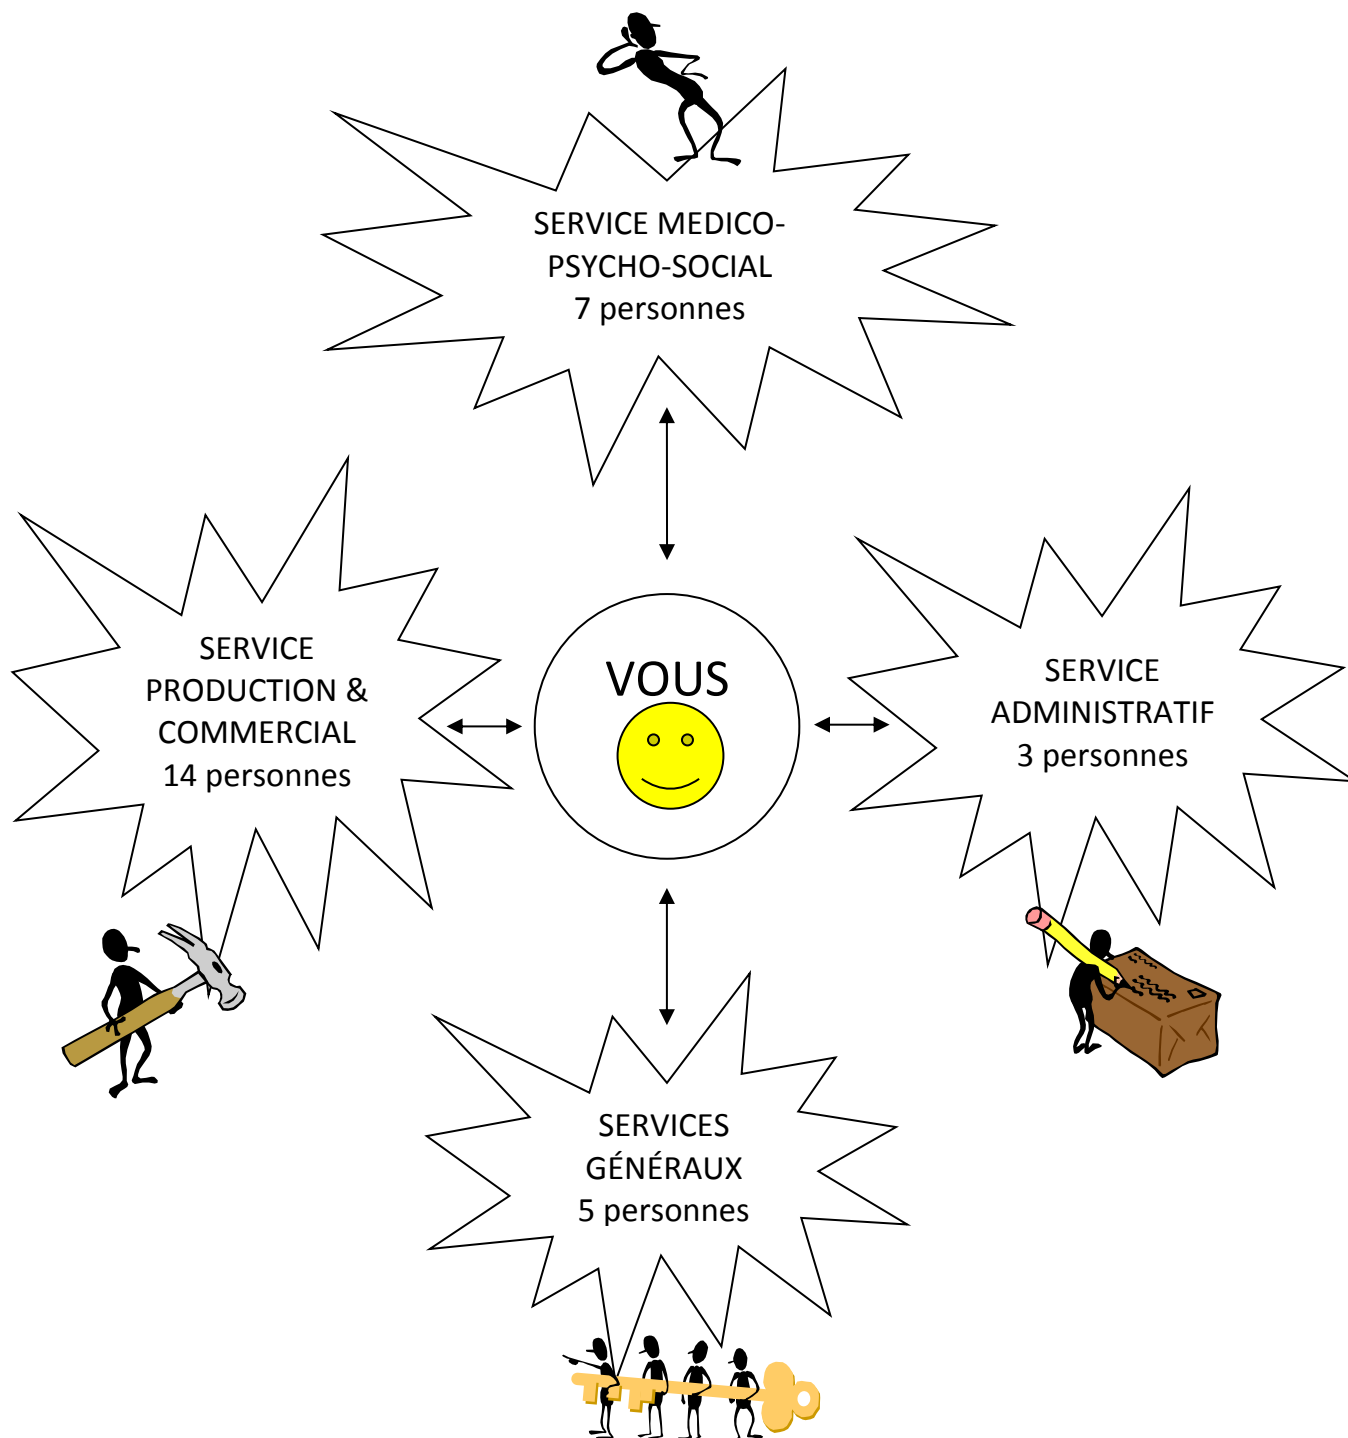 SERVICE MEDICO-
PSYCHO-SOCIAL
7 personnes
SERVICE
PRODUCTION &
COMMERCIAL
14 personnes
VOUS
SERVICE
ADMINISTRATIF
3 personnes
SERVICES
GÉNÉRAUX
5 personnes